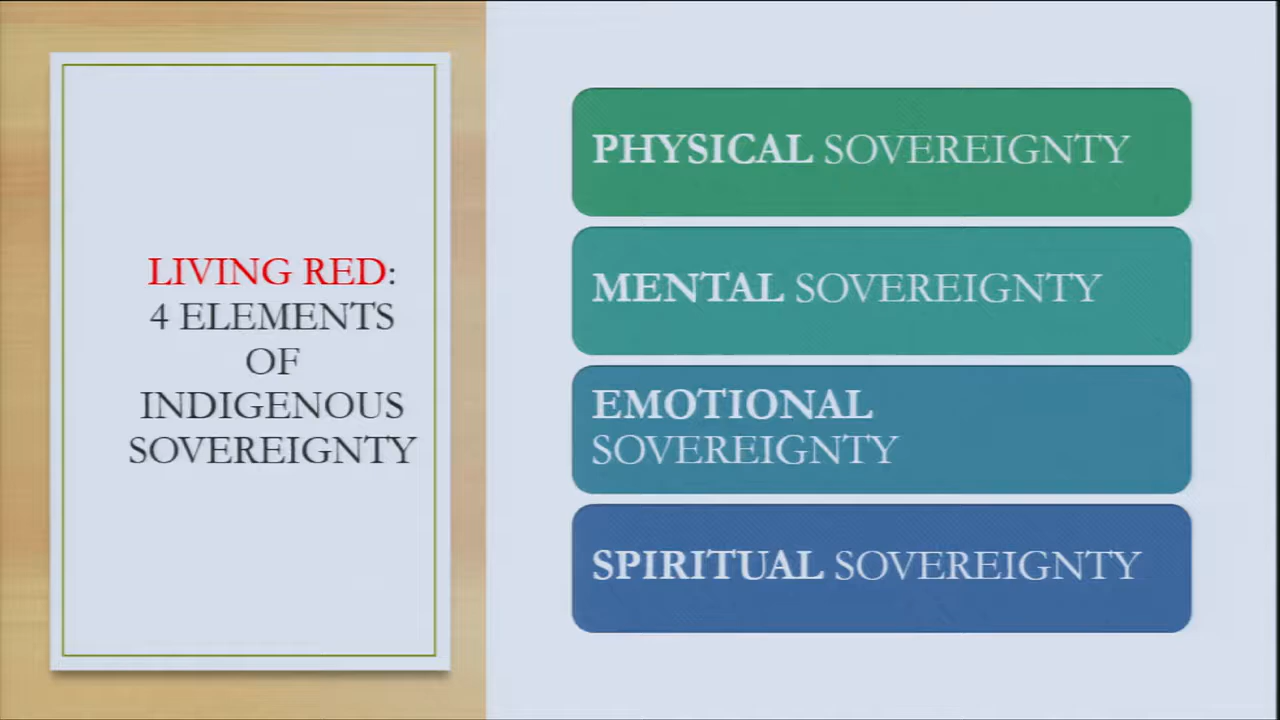 LIVING RED:
4 ELEMENTS
OF
INDIGENOUS
SOVEREIGNTY
PHYSICAL SOVEREIGNTY
MENTAL SOVEREIGNTY
EMOTIONAL
SOVEREIGNTY
SPIRITUAL SOVEREIGNTY